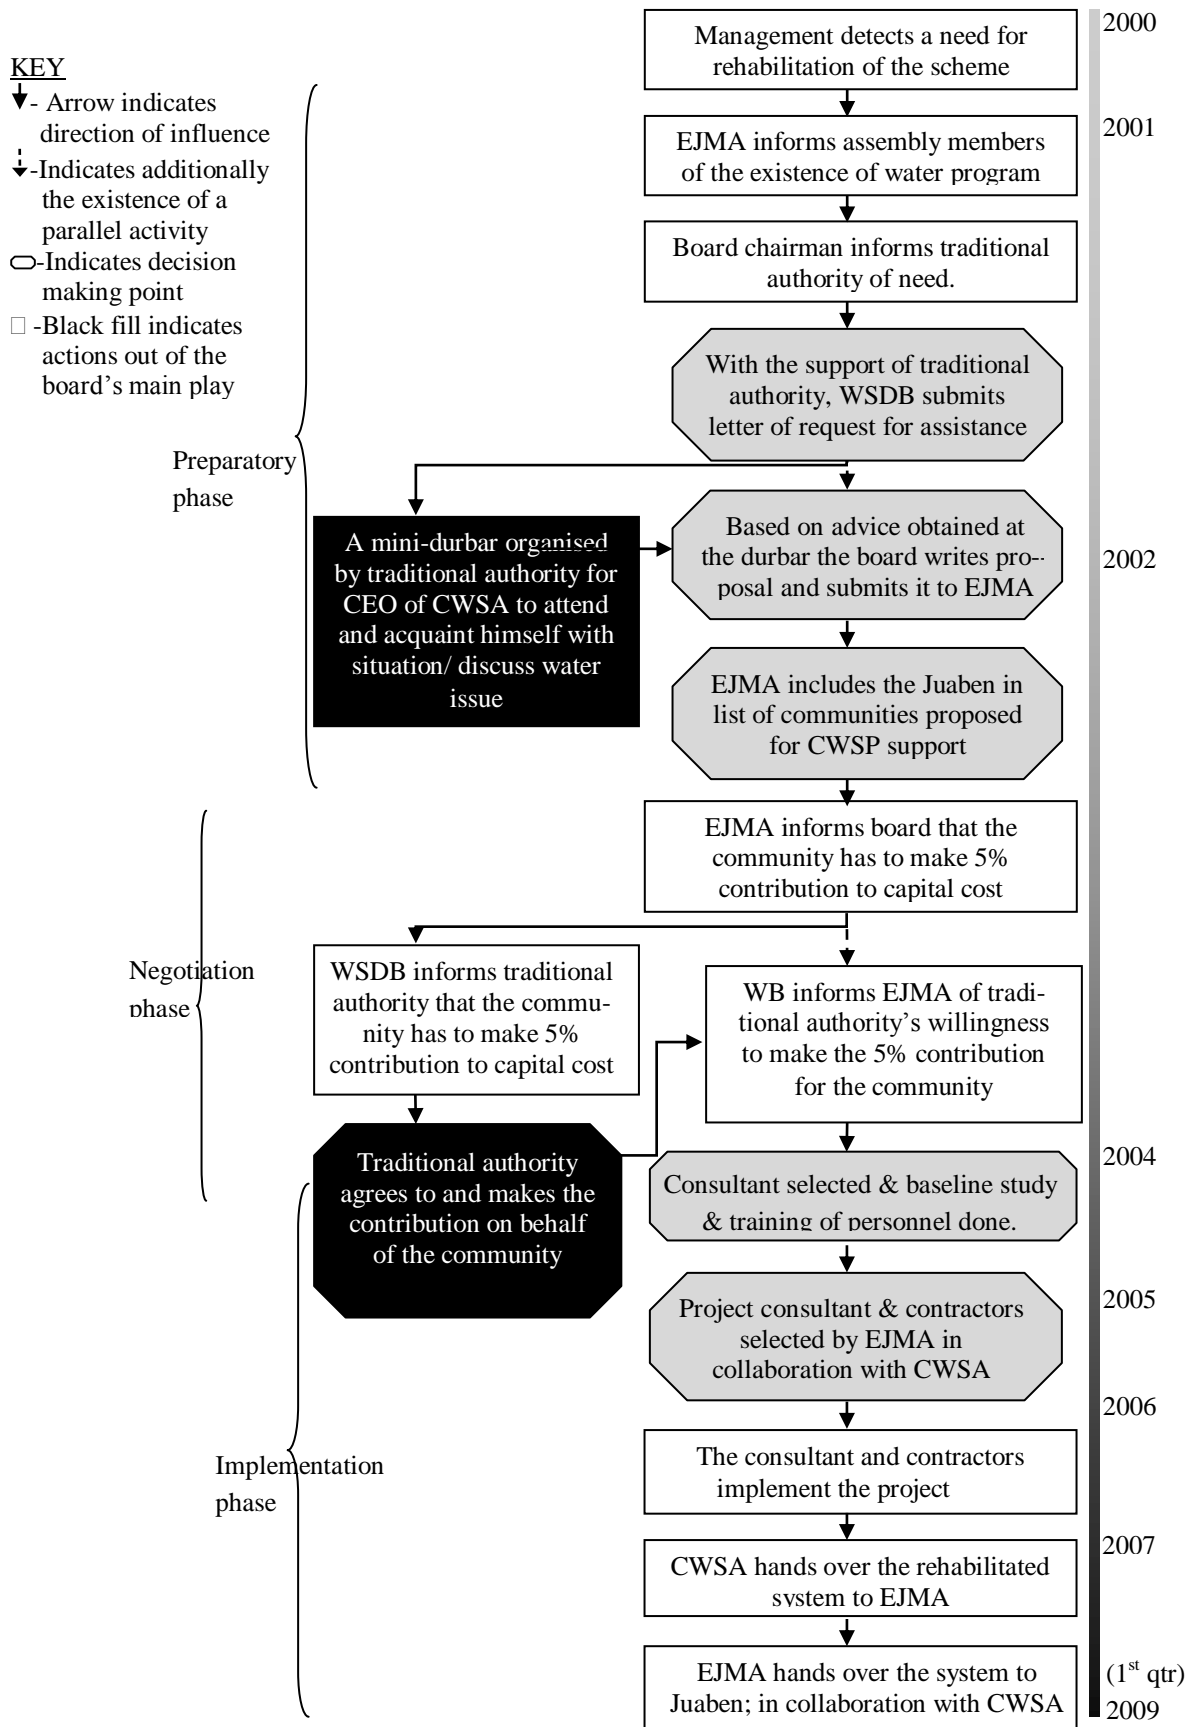 KEY
- Arrow indicates
direction of influence
-Indicates additionally
the existence of a
parallel activity
-Indicates decision
making point
-Black fill indicates
actions out of the
board's main play
Preparatory
phase
Negotiation
phase
Implementation
phase
Management detects a need for
rehabilitation of the scheme
EJMA informs assembly members
of the existence of water program
Board chairman informs traditional
authority of need.
With the support of traditional
authority, WSDB submits
letter of request for assistance
A mini-durbar organised
by traditional authority for
CEO of CWSA to attend
and acquaint himself with
situation/ discuss water
issue
Based on advice obtained at
the durbar the board writes pro-
posal and submits it to EJMA
EJMA includes the Juaben in
list of communities proposed
for CWSP support
EJMA informs board that the
community has to make 5%
contribution to capital cost
WSDB informs traditional
authority that the commu-
nity has to make 5%
contribution to capital cost
WB informs EJMA of tradi-
tional authority's willingness
to make the 5% contribution
for the community
Traditional authority
agrees to and makes the
contribution on behalf
of the community
Consultant selected & baseline study
& training of personnel done.
Project consultant & contractors
selected by EJMA in
collaboration with CWSA
The consultant and contractors
implement the project
CWSA hands over the rehabilitated
system to EJMA
EJMA hands over the system to
Juaben; in collaboration with CWSA
2000
2001
2002
2004
2005
2006
2007
(1st qtr)
2009